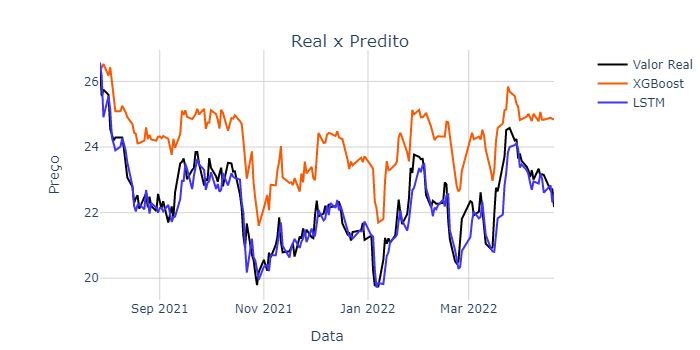 Real x Predito
Valor Real
XGBoost
LSTM
Preço
26
24
22
20
Sep 2021
Nov 2021
Jan 2022
Mar 2022
Data